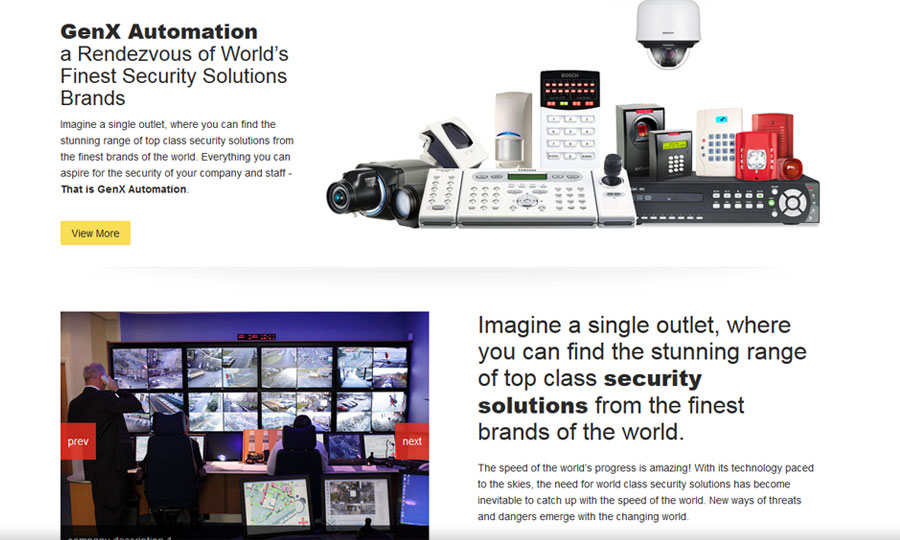 GenX Automation
a Rendezvous of World's
Finest Security Solutions
Brands
Imagine a single outlet, where you can find the
stunning range of top class security solutions from
the finest brands of the world. Everything you can
aspire for the security of your company and staff -
That is GenX Automation.
View More
BOSCH
SAMSUNG
prev
next
company description 1
Imagine a single outlet, where
you can find the stunning range
of top class security
solutions from the finest
brands of the world.
The speed of the world's progress is amazing! With its technology paced
to the skies, the need for world class security solutions has become
inevitable to catch up with the speed of the world. New ways of threats
and dangers emerge with the changing world.